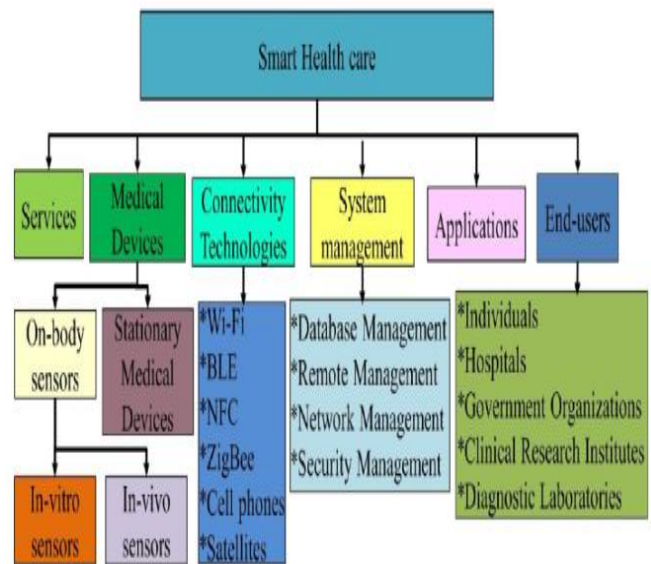 Smart Health care
Services
Medical
Devices
Connectivity
Technologies
System
management
Applications
End-users
On-body
sensors
Stationary
Medical
Devices
In-vitro
sensors
In-vivo
sensors
*Wi-Fi
*BLE
*NFC
*ZigBee
*Cell phones
*Satellites
*Database Management
*Remote Management
*Network Management
*Security Management
*Individuals
*Hospitals
*Government Organizations
*Clinical Research Institutes
*Diagnostic Laboratories